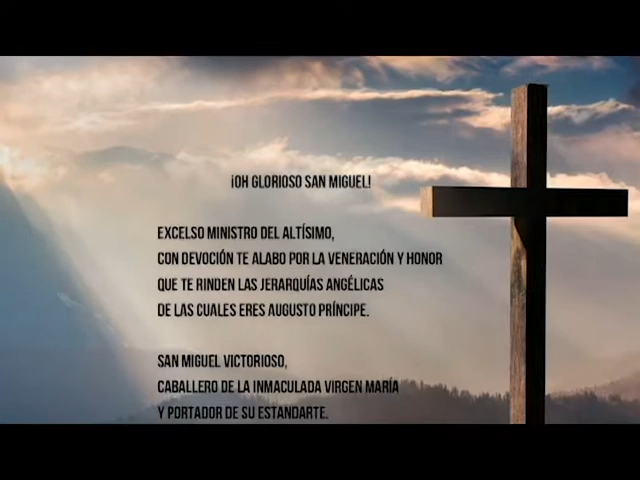 ¡OH GLORIOSO SAN MIGUEL!
EXCELSO MINISTRO DEL ALTÍSIMO,
CON DEVOCIÓN TE ALABO POR LA VENERACIÓN Y HONOR
QUE TE RINDEN LAS JERARQUÍAS ANGÉLICAS
DE LAS CUALES ERES AUGUSTO PRÍNCIPE.
SAN MIGUEL VICTORIOSO,
CABALLERO DE LA INMACULADA VIRGEN MARÍA
Y PORTADOR DE SU ESTANDARTE.